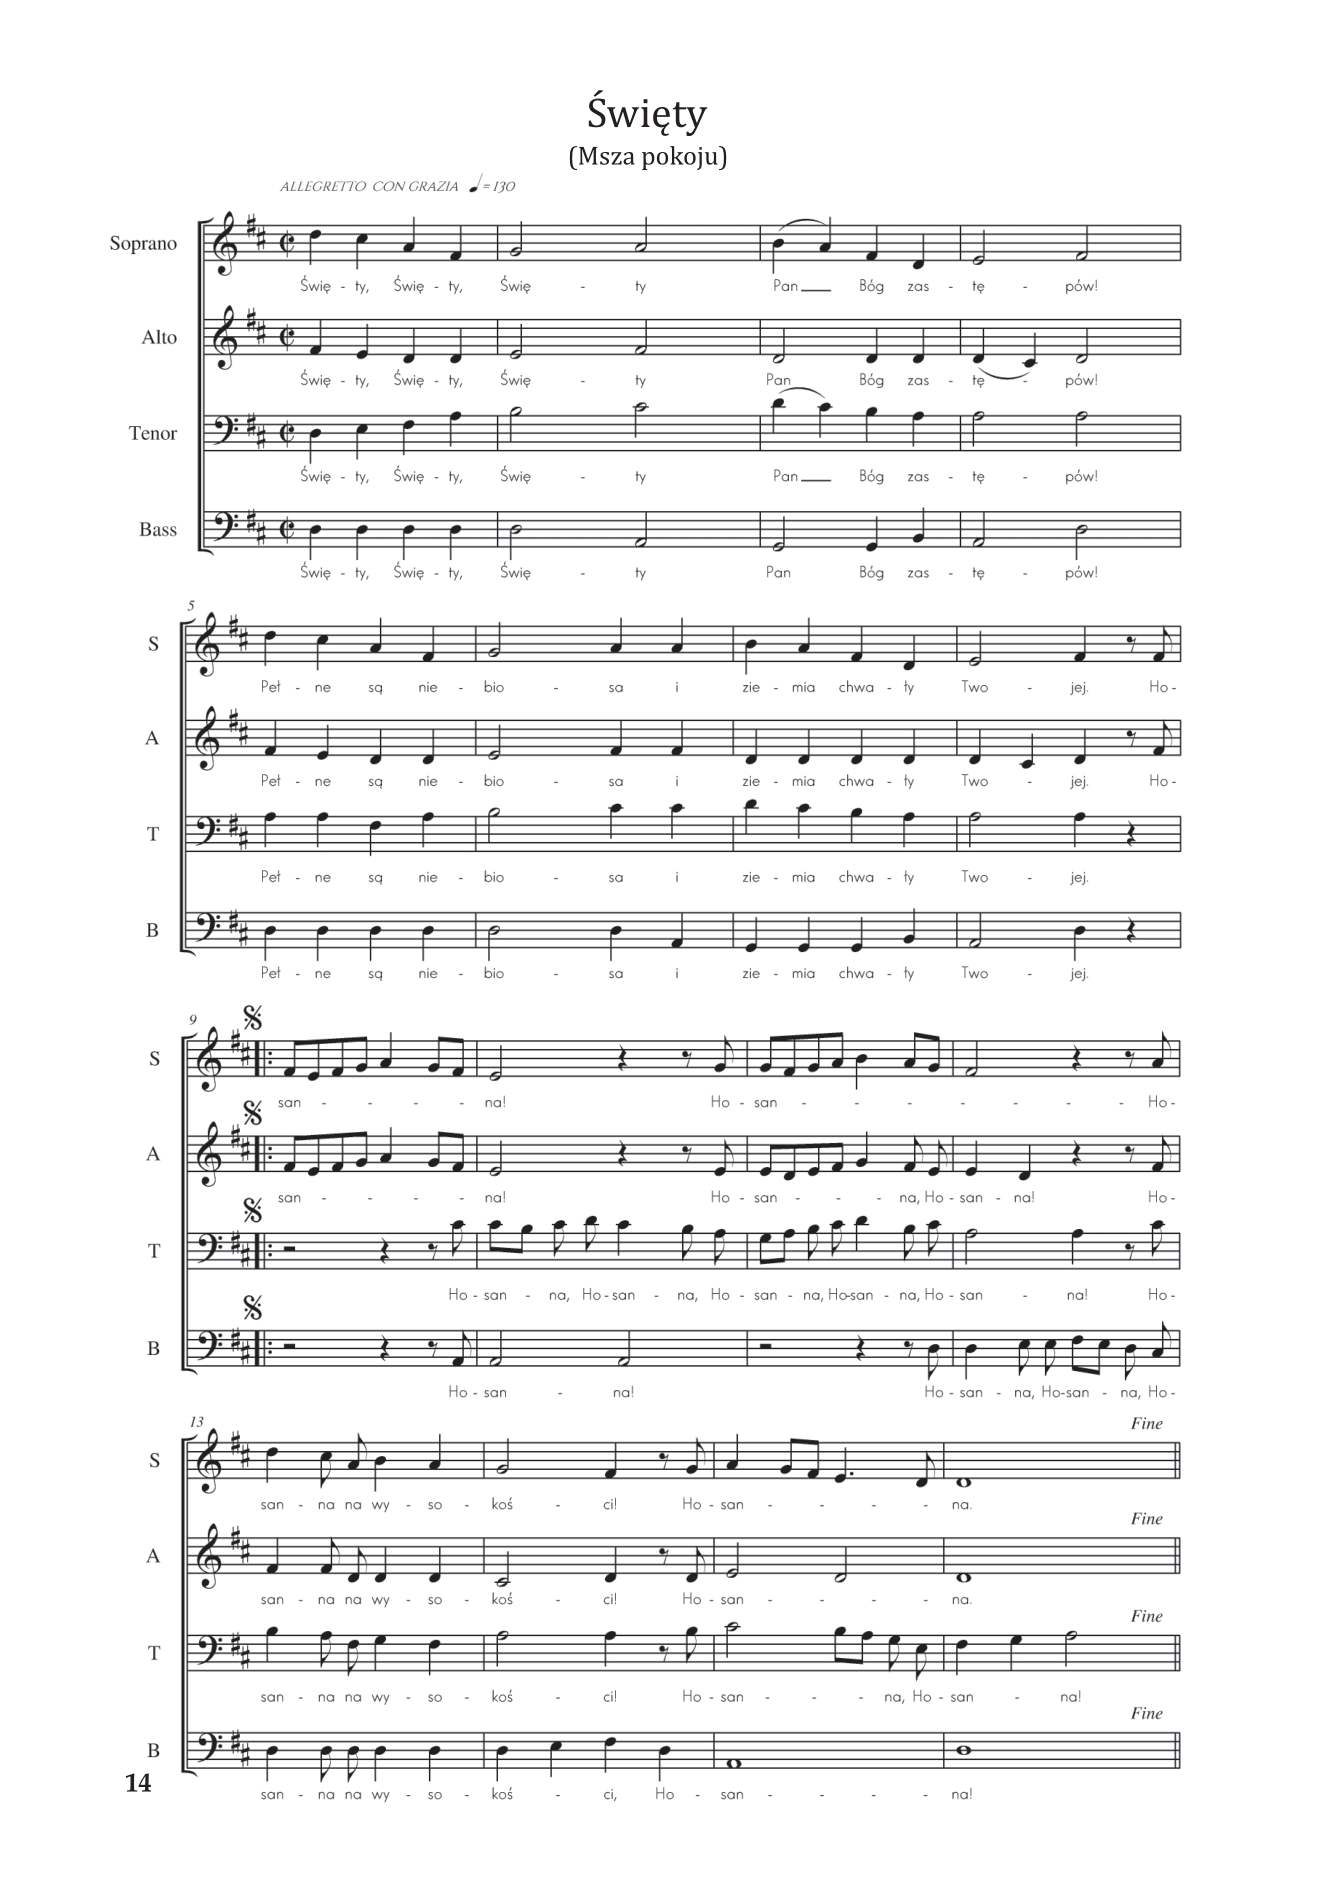 Święty
(Msza pokoju)
ALLEGRETTO CON GRAZIA ♩= 130
Soprano
Świę - ty, Świę - ty, Świę - ty Pan Bóg zas - tę - pów!
Alto
Świę - ty, Świę - ty, Świę - ty Pan Bóg zas - tę - pów!
Tenor
Świę - ty, Świę - ty, Świę - ty Pan Bóg zas - tę - pów!
Bass
Świę - ty, Świę - ty, Świę - ty Pan Bóg zas - tę - pów!
5
S
Peł - ne są nie - bio - sa i zie - mia chwa - ły Two - jej. Ho -
A
Peł - ne są nie - bio - sa i zie - mia chwa - ły Two - jej. Ho -
T
Peł - ne są nie - bio - sa i zie - mia chwa - ły Two - jej.
B
Peł - ne są nie - bio - sa i zie - mia chwa - ły Two - jej.
9
S
san - - - - na! Ho - san - - - - - - - Ho -
A
san - - - - na! Ho - san - - - na, Ho - san - na! Ho -
T
Ho - san - na, Ho - san - na, Ho - san - na, Ho-san - na, Ho - san - na! Ho -
B
Ho - san - na! Ho - san - na, Ho-san - na, Ho -
13
Fine
S
san - na na wy - so - koś - ci! Ho - san - - - - na.
Fine
A
san - na na wy - so - koś - ci! Ho - san - - - - na.
Fine
T
san - na na wy - so - koś - ci! Ho - san - - - na, Ho - san - na!
Fine
B
san - na na wy - so - koś - ci, Ho - san - - - - na!
14